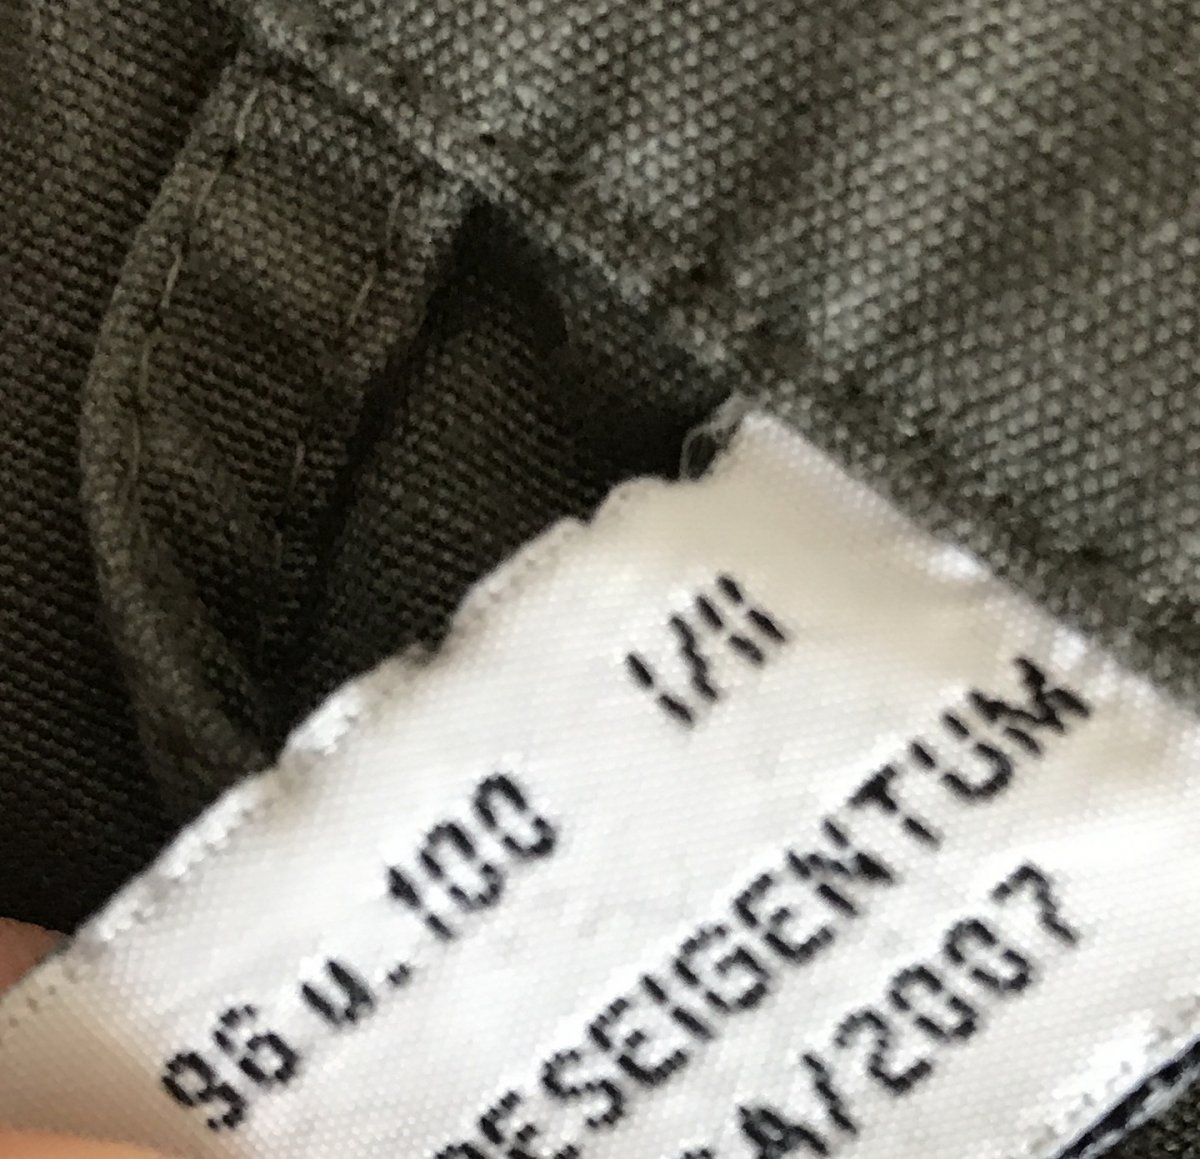 I/II
96 u. 100
DESEIGENTUM
A/2007